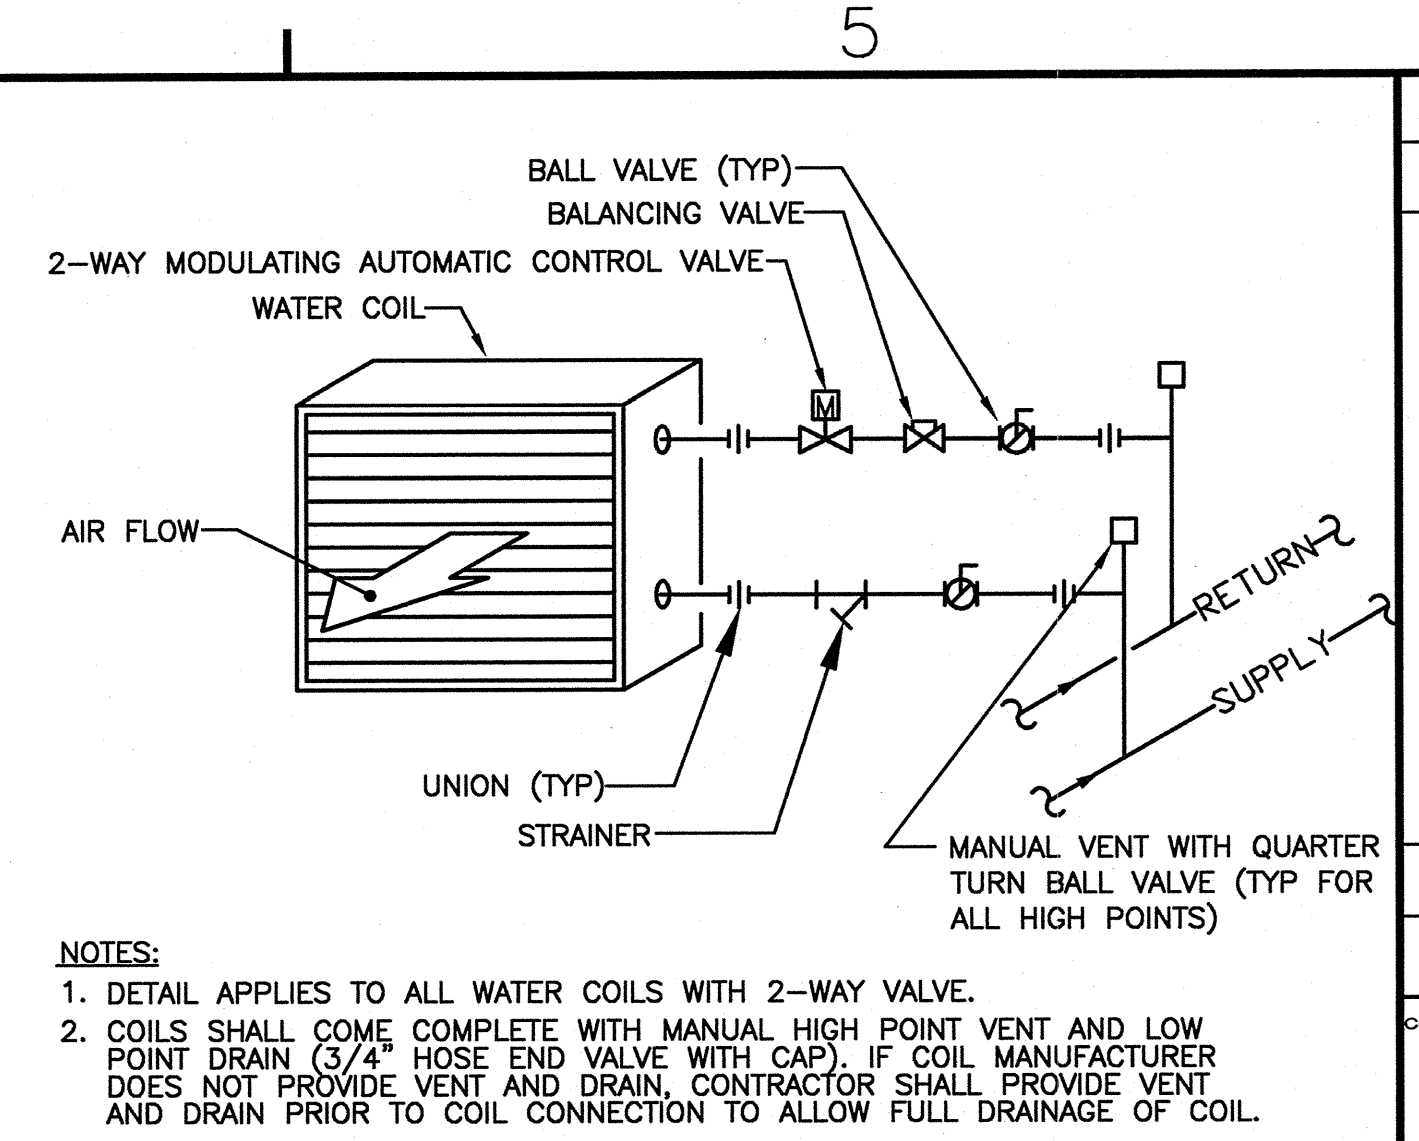 5
BALL VALVE (TYP)
BALANCING VALVE
2-WAY MODULATING AUTOMATIC CONTROL VALVE
WATER COIL
M
AIR FLOW
RETURN
SUPPLY
UNION (TYP)
STRAINER
MANUAL VENT WITH QUARTER
TURN BALL VALVE (TYP FOR
ALL HIGH POINTS)
NOTES:
1. DETAIL APPLIES TO ALL WATER COILS WITH 2-WAY VALVE.
2. COILS SHALL COME COMPLETE WITH MANUAL HIGH POINT VENT AND LOW
POINT DRAIN (3/4" HOSE END VALVE WITH CAP). IF COIL MANUFACTURER
DOES NOT PROVIDE VENT AND DRAIN, CONTRACTOR SHALL PROVIDE VENT
AND DRAIN PRIOR TO COIL CONNECTION TO ALLOW FULL DRAINAGE OF COIL.